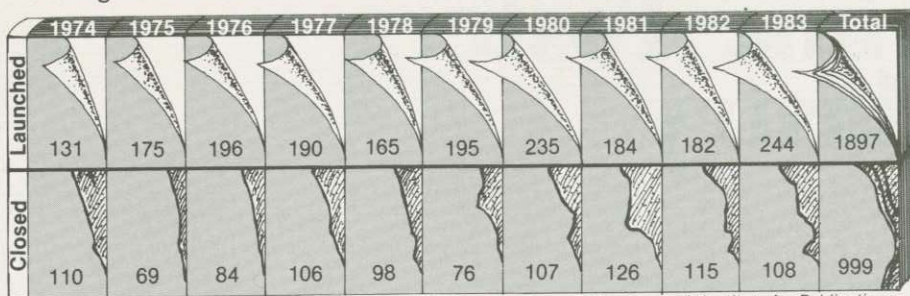 1974 1975 1976 1977 1978 1979 1980 1981 1982 1983 Total
Launched
131 175 196 190 165 195 235 184 182 244 1897
Closed
110 69 84 106 98 76 107 126 115 108 999